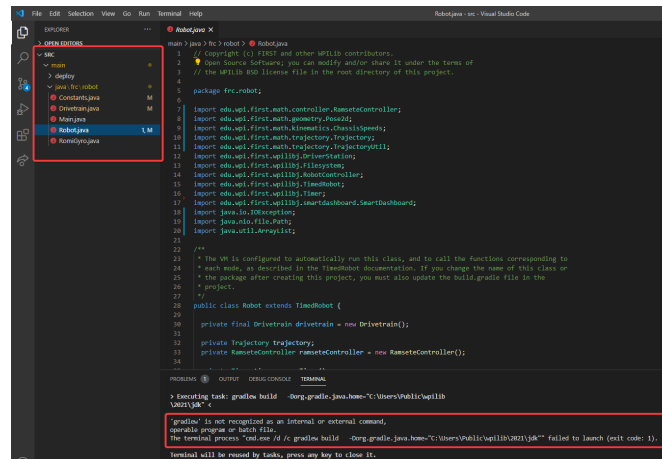 File Edit Selection View Go Run Terminal Help
Robot.java - src - Visual Studio Code
EXPLORER
OPEN EDITORS
SRC
main
deploy
java \ frc \ robot
Constants.java M
Drivetrain.java M
Main.java
Robot.java 1, M
RomiGyro.java
Robot.java
main > java > frc > robot > Robot.java
1 // Copyright (c) FIRST and other WPILib contributors.
2 // Open Source Software; you can modify and/or share it under the terms of
3 // the WPILib BSD license file in the root directory of this project.
4
5 package frc.robot;
6
7 import edu.wpi.first.math.controller.RamseteController;
8 import edu.wpi.first.math.geometry.Pose2d;
9 import edu.wpi.first.math.kinematics.ChassisSpeeds;
10 import edu.wpi.first.math.trajectory.Trajectory;
11 import edu.wpi.first.math.trajectory.TrajectoryUtil;
12 import edu.wpi.first.wpilibj.DriverStation;
13 import edu.wpi.first.wpilibj.Filesystem;
14 import edu.wpi.first.wpilibj.RobotController;
15 import edu.wpi.first.wpilibj.TimedRobot;
16 import edu.wpi.first.wpilibj.Timer;
17 import edu.wpi.first.wpilibj.smartdashboard.SmartDashboard;
18 import java.io.IOException;
19 import java.nio.file.Path;
20 import java.util.ArrayList;
21
22 /**
23 * The VM is configured to automatically run this class, and to call the functions corresponding to
24 * each mode, as described in the TimedRobot documentation. If you change the name of this class or
25 * the package after creating this project, you must also update the build.gradle file in the
26 * project.
27 */
28 public class Robot extends TimedRobot {
29
30 private final Drivetrain drivetrain = new Drivetrain();
31
32 private Trajectory trajectory;
33 private RamseteController ramseteController = new RamseteController();
34
PROBLEMS 1 OUTPUT DEBUG CONSOLE TERMINAL
> Executing task: gradlew build -Dorg.gradle.java.home="C:\Users\Public\wpilib
\2021\jdk" <
'gradlew' is not recognized as an internal or external command,
operable program or batch file.
The terminal process "cmd.exe /d /c gradlew build -Dorg.gradle.java.home="C:\Users\Public\wpilib\2021\jdk"" failed to launch (exit code: 1).
Terminal will be reused by tasks, press any key to close it.